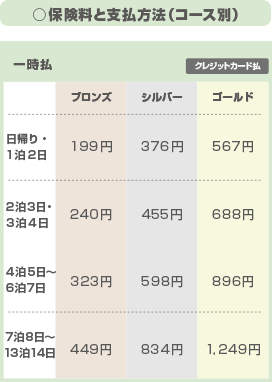 ○保険料と支払方法（コース別）
一時払
クレジットカード払
ブロンズ シルバー ゴールド
日帰り・
1泊2日
199円 376円 567円
2泊3日・
3泊4日
240円 455円 688円
4泊5日～
6泊7日
323円 598円 896円
7泊8日～
13泊14日
449円 834円 1,249円